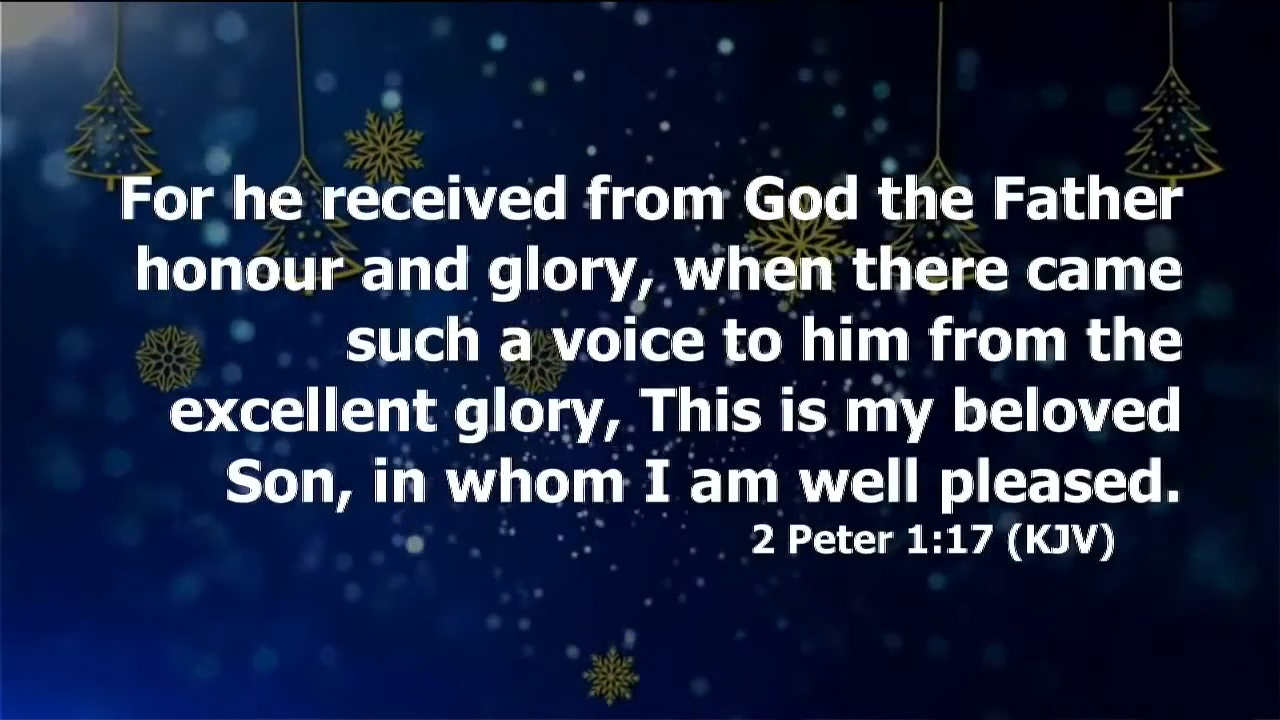 For he received from God the Father
honour and glory, when there came
such a voice to him from the
excellent glory, This is my beloved
Son, in whom I am well pleased.
2 Peter 1:17 (KJV)